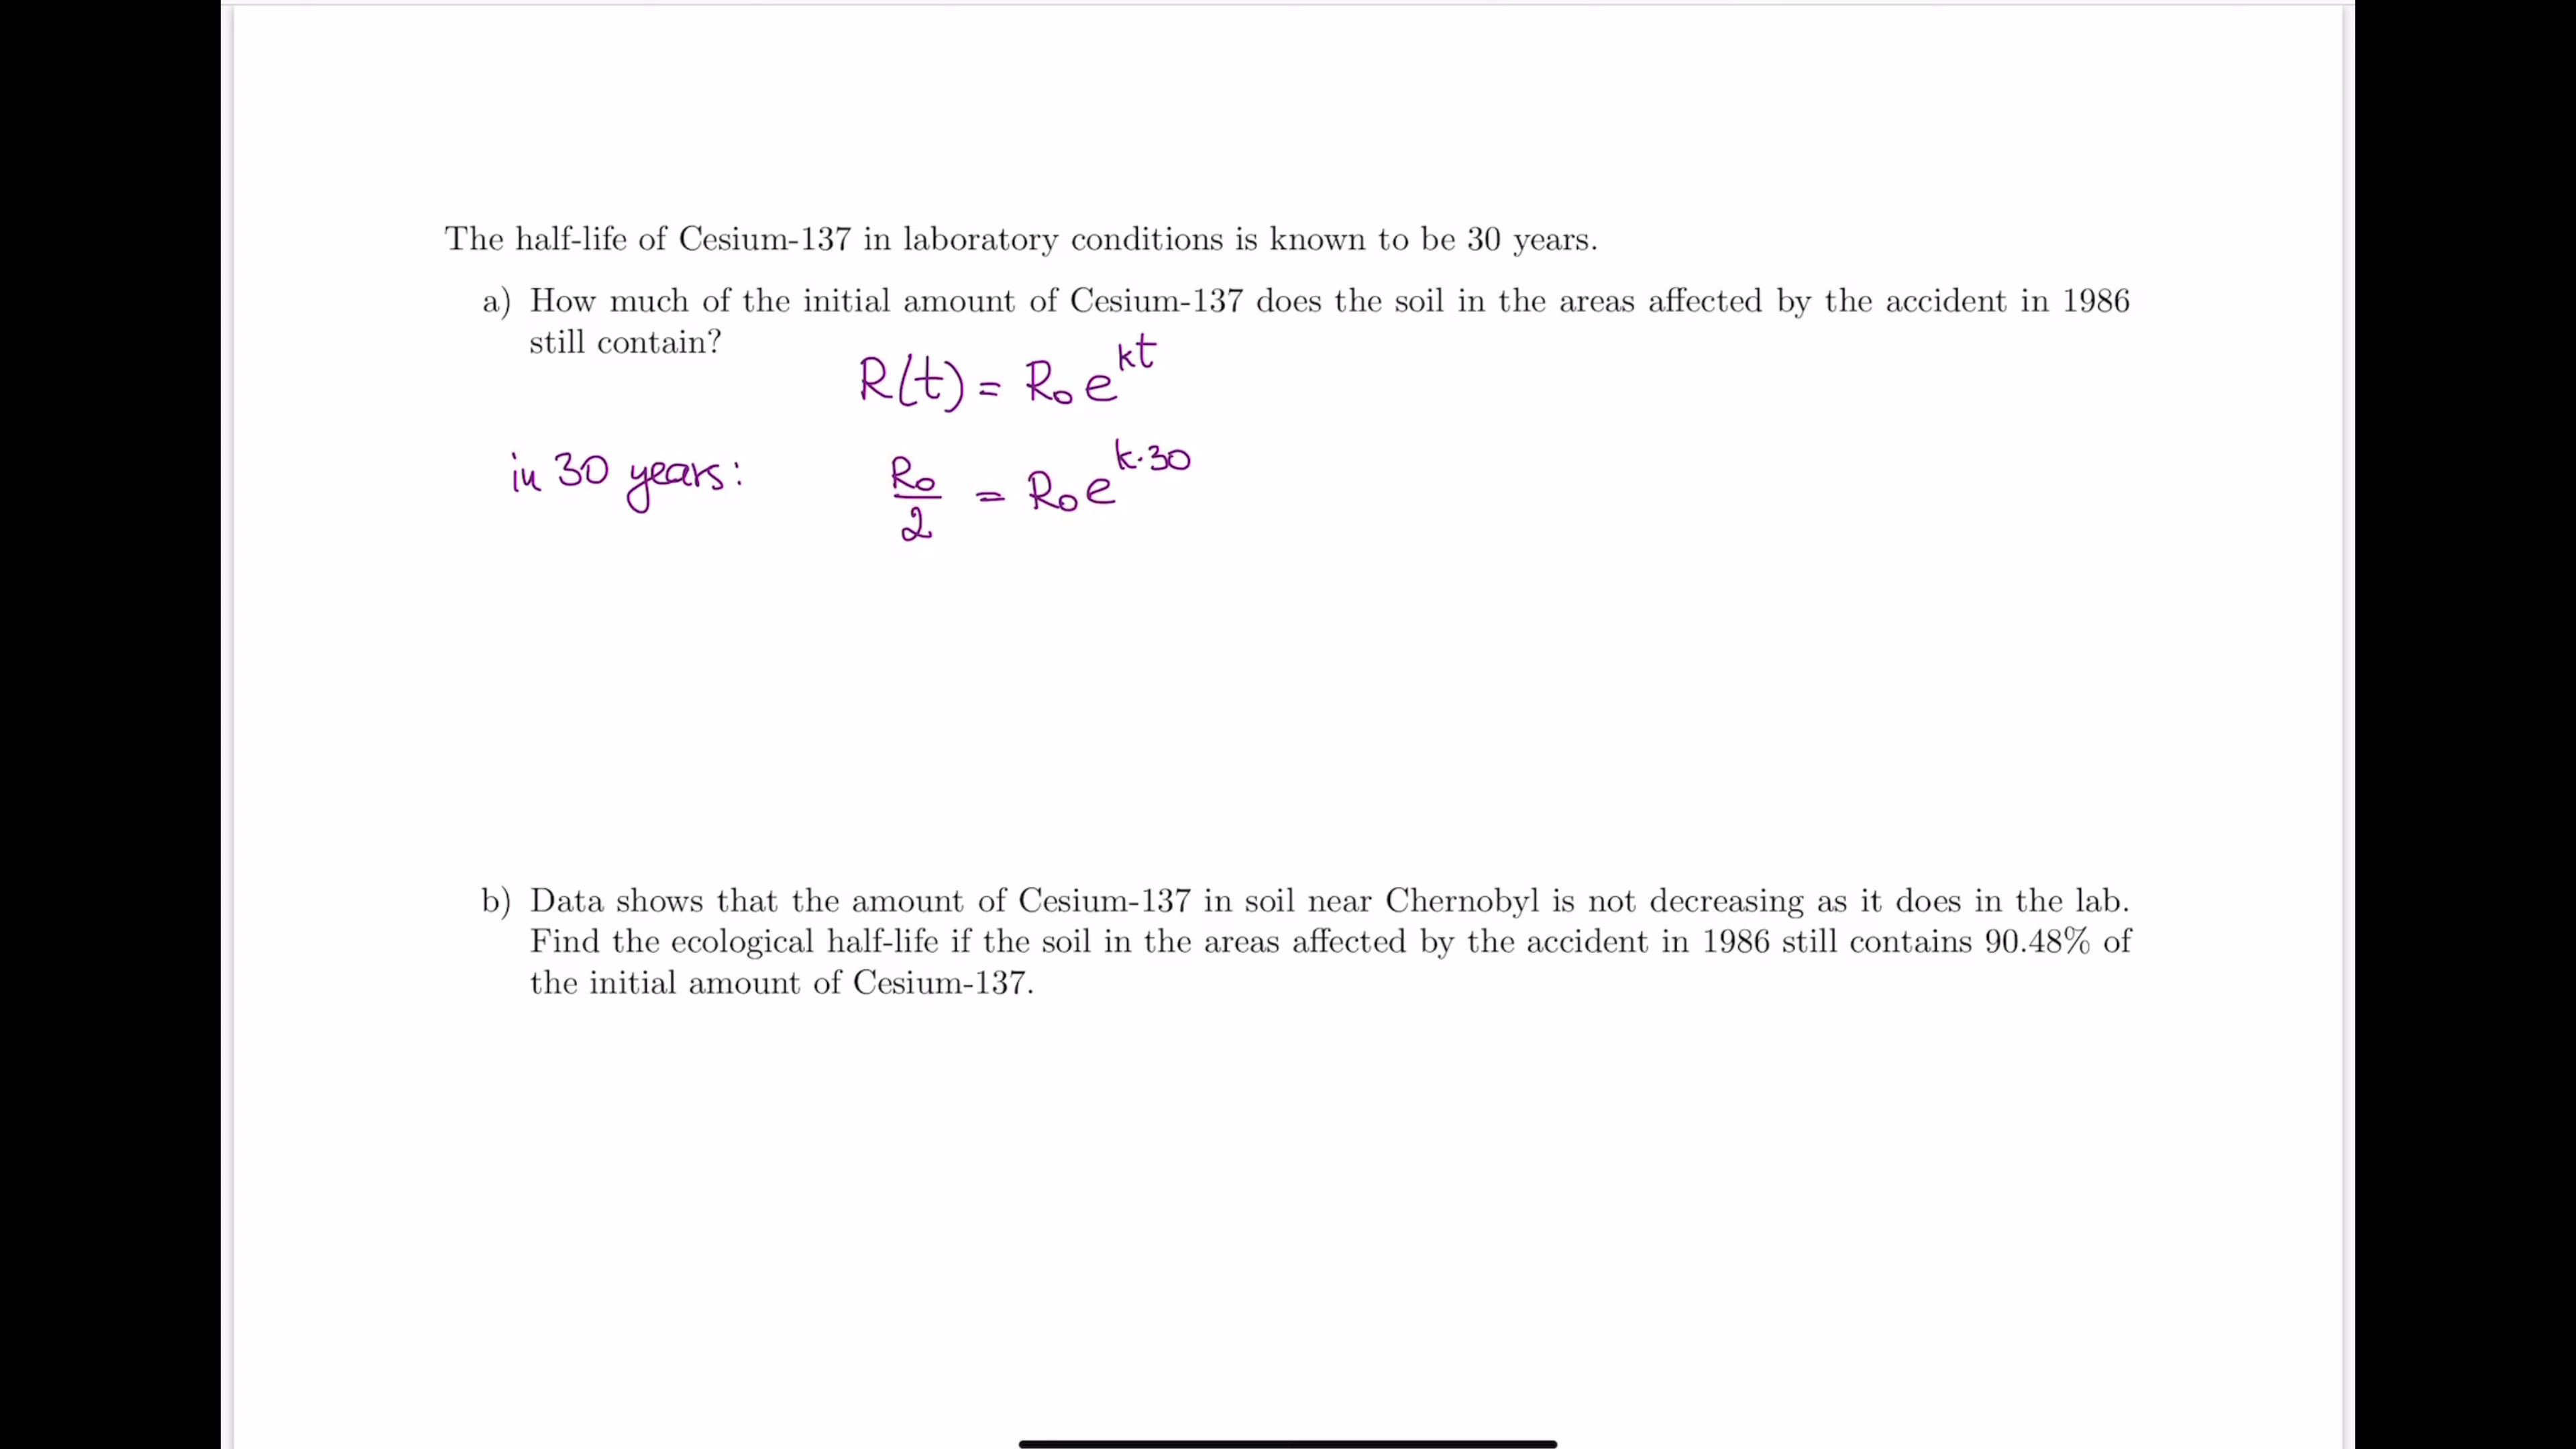 The half-life of Cesium-137 in laboratory conditions is known to be 30 years.
a) How much of the initial amount of Cesium-137 does the soil in the areas affected by the accident in 1986
still contain?
R(t) = R₀ e^{kt}
in 30 years: R₀/2 = R₀ e^{k·30}
b) Data shows that the amount of Cesium-137 in soil near Chernobyl is not decreasing as it does in the lab.
Find the ecological half-life if the soil in the areas affected by the accident in 1986 still contains 90.48% of
the initial amount of Cesium-137.